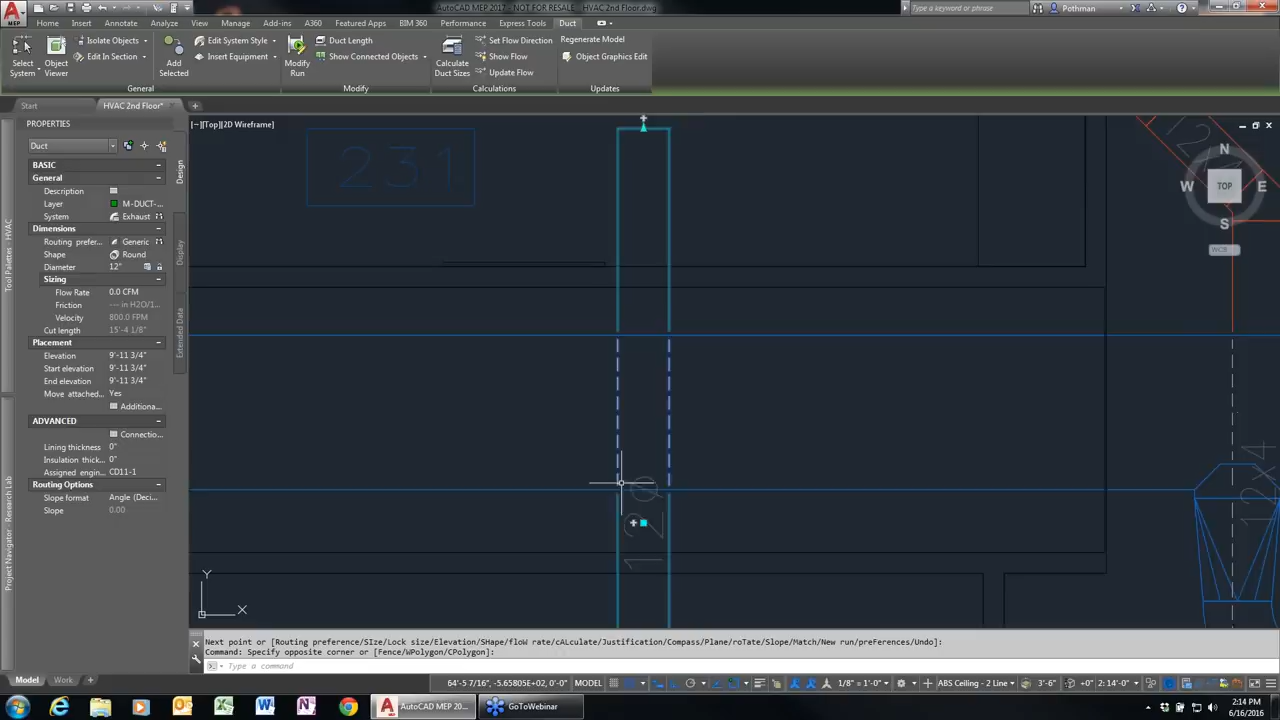 AutoCAD MEP 2017 - NOT FOR RESALE - HVAC 2nd Floor.dwg
Type a keyword or phrase
Pothman
MEP
Home Insert Annotate Analyze View Manage Add-ins A360 Featured Apps BIM 360 Performance Express Tools Duct
Isolate Objects
Edit System Style
Duct Length
Set Flow Direction
Regenerate Model
Edit In Section
Insert Equipment
Show Connected Objects
Show Flow
Object Graphics Edit
Update Flow
Select System
Object Viewer
Add Selected
Modify Run
Calculate Duct Sizes
General
Modify
Calculations
Updates
Start
HVAC 2nd Floor*
PROPERTIES
[−][Top][2D Wireframe]
Duct
BASIC
General
Description
Layer M-DUCT-...
System Exhaust
Dimensions
Routing prefer... Generic
Shape Round
Diameter 12"
Sizing
Flow Rate 0.0 CFM
Friction --- in H2O/1...
Velocity 800.0 FPM
Cut length 15'-4 1/8"
Placement
Elevation 9'-11 3/4"
Start elevation 9'-11 3/4"
End elevation 9'-11 3/4"
Move attached... Yes
Additiona...
ADVANCED
Connectio...
Lining thickness 0"
Insulation thick... 0"
Assigned engin... CD11-1
Routing Options
Slope format Angle (Deci...
Slope 0.00
Design
Display
Extended Data
Tool Palettes - HVAC
Project Navigator - Research Lab
231
12Ø
12X4
N
W TOP E
S
WCS
Y
X
Next point or [Routing preference/SIze/Lock size/Elevation/SHape/floW rate/cALculate/Justification/Compass/Plane/roTate/Slope/Match/New run/preFerences/Undo]:
Command: Specify opposite corner or [Fence/WPolygon/CPolygon]:
Type a command
Model Work
64'-5 7/16", -5.65805E+02, 0'-0" MODEL
1/8" = 1'-0"
ABS Ceiling - 2 Line
3'-6"
+0" 2:14'-0"
AutoCAD MEP 20...
GoToWebinar
2:14 PM
6/16/2016